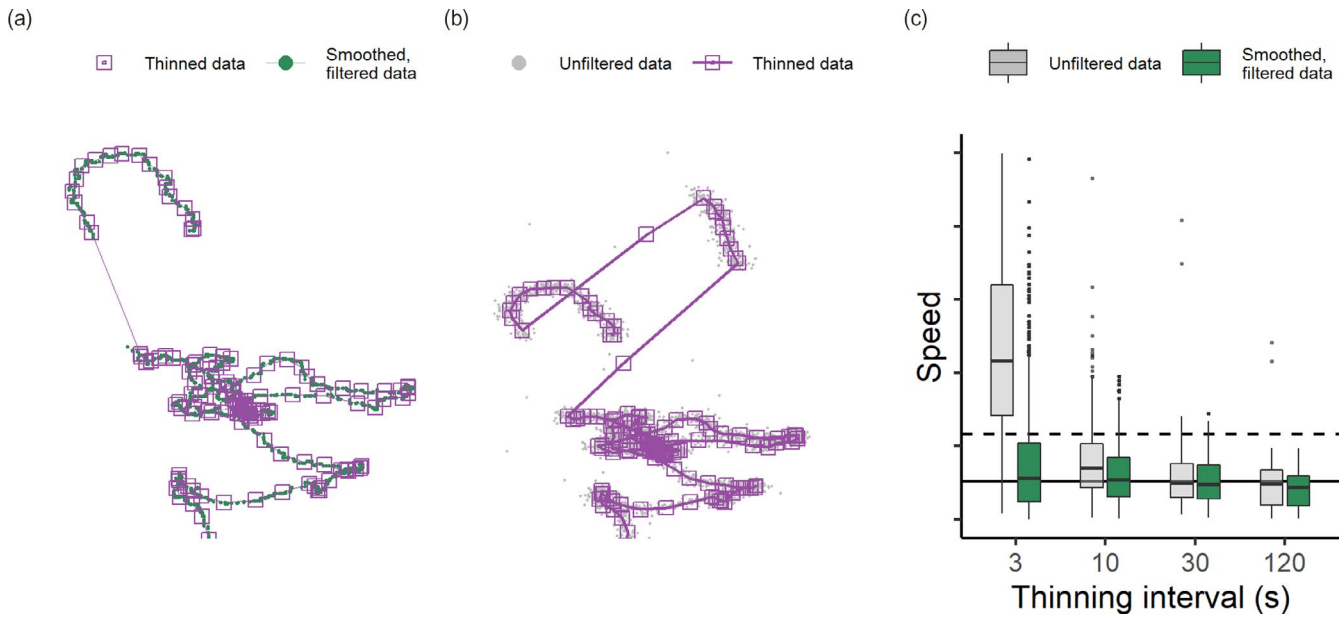 (a)
Thinned data
Smoothed,
filtered data
(b)
Unfiltered data
Thinned data
(c)
Unfiltered data
Smoothed,
filtered data
Speed
3
10
30
120
Thinning interval (s)